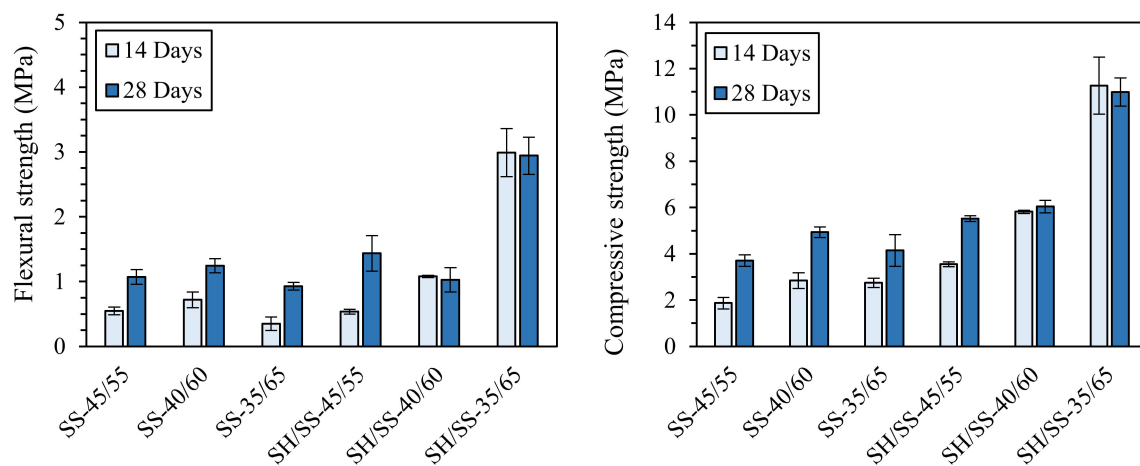 Flexural strength (MPa)
5
4
3
2
1
0
14 Days
28 Days
SS-45/55
SS-40/60
SS-35/65
SH/SS-45/55
SH/SS-40/60
SH/SS-35/65
Compressive strength (MPa)
14
12
10
8
6
4
2
0
14 Days
28 Days
SS-45/55
SS-40/60
SS-35/65
SH/SS-45/55
SH/SS-40/60
SH/SS-35/65